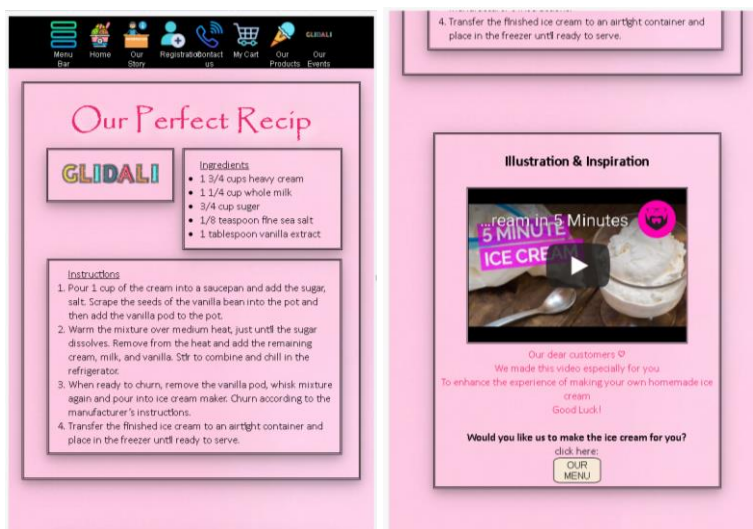 Menu Bar
Home
Our Story
Registration
Contact us
My Cart
Our Products
GLIDALI
Our Events
Our Perfect Recip
GLIDALI
Ingredients
• 1 3/4 cups heavy cream
• 1 1/4 cup whole milk
• 3/4 cup suger
• 1/8 teaspoon fine sea salt
• 1 tablespoon vanilla extract
Instructions
1. Pour 1 cup of the cream into a saucepan and add the sugar,
salt. Scrape the seeds of the vanilla bean into the pot and
then add the vanilla pod to the pot.
2. Warm the mixture over medium heat, just until the sugar
dissolves. Remove from the heat and add the remaining
cream, milk, and vanilla. Stir to combine and chill in the
refrigerator.
3. When ready to churn, remove the vanilla pod, whisk mixture
again and pour into ice cream maker. Churn according to the
manufacturer's instructions.
4. Transfer the finished ice cream to an airtight container and
place in the freezer until ready to serve.
4. Transfer the finished ice cream to an airtight container and
place in the freezer until ready to serve.
Illustration & Inspiration
...ream in 5 Minutes
5 MINUTE
ICE CREAM
Our dear customers ♡
We made this video especially for you
To enhance the experience of making your own homemade ice
cream
Good Luck!
Would you like us to make the ice cream for you?
click here:
OUR
MENU